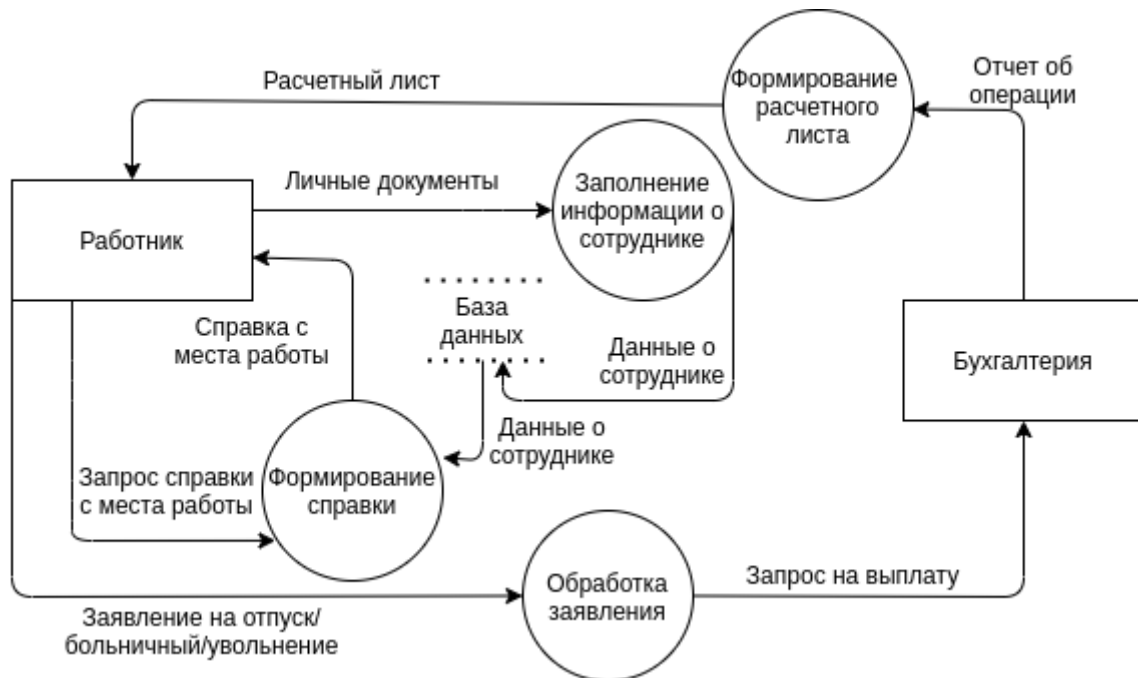 Расчетный лист
Формирование
расчетного
листа
Отчет об
операции
Личные документы
Заполнение
информации о
сотруднике
Работник
База
данных
Справка с
места работы
Данные о
сотруднике
Бухгалтерия
Данные о
сотруднике
Запрос справки
с места работы
Формирование
справки
Обработка
заявления
Запрос на выплату
Заявление на отпуск/
больничный/увольнение